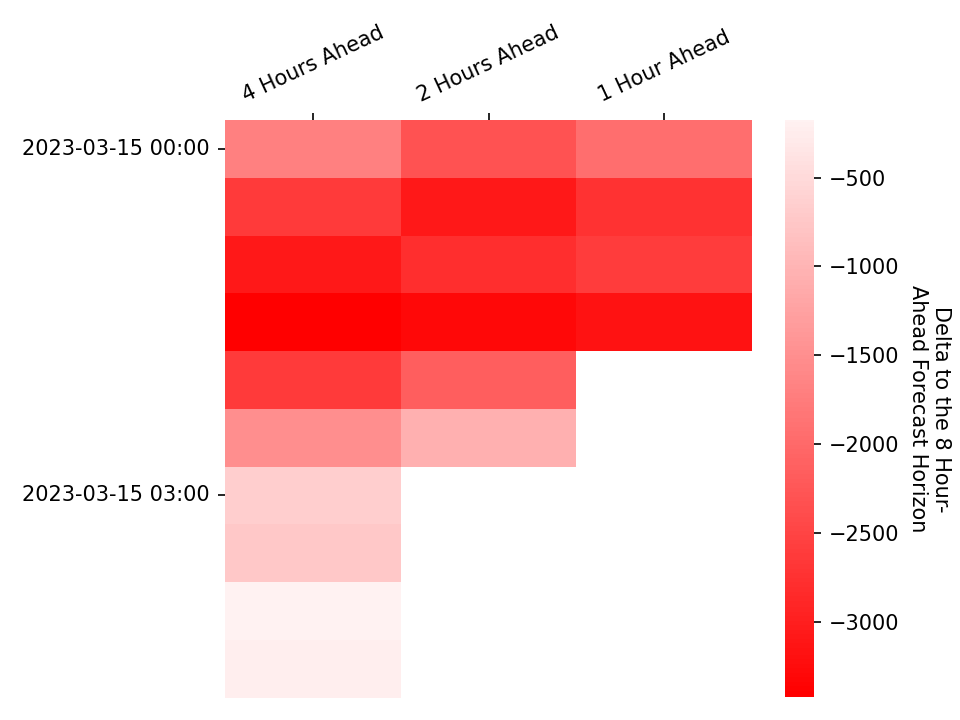 4 Hours Ahead
2 Hours Ahead
1 Hour Ahead
2023-03-15 00:00
2023-03-15 03:00
−500
−1000
−1500
−2000
−2500
−3000
Delta to the 8 Hour-
Ahead Forecast Horizon